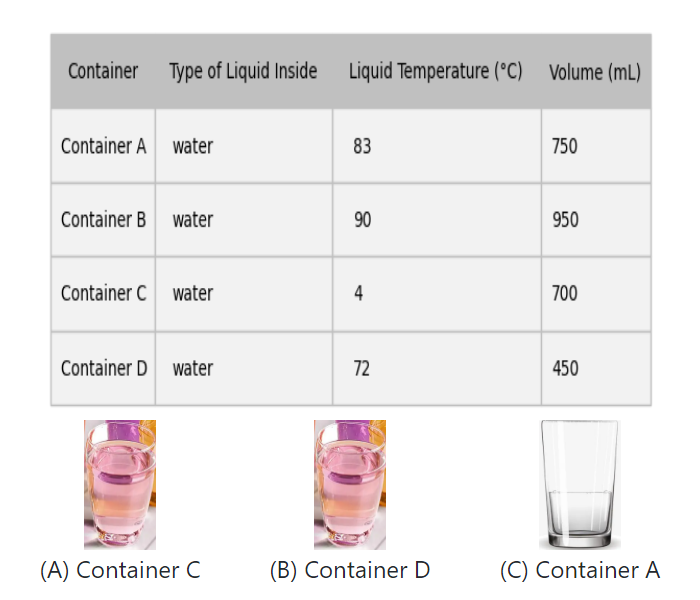 Container Type of Liquid Inside Liquid Temperature (°C) Volume (mL)
Container A water 83 750
Container B water 90 950
Container C water 4 700
Container D water 72 450
(A) Container C (B) Container D (C) Container A